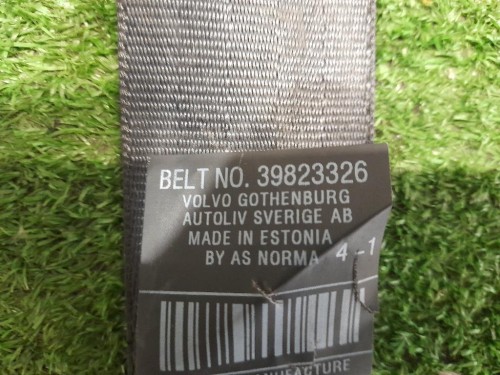 BELT NO. 39823326
VOLVO GOTHENBURG
AUTOLIV SVERIGE AB
MADE IN ESTONIA
BY AS NORMA 4-1